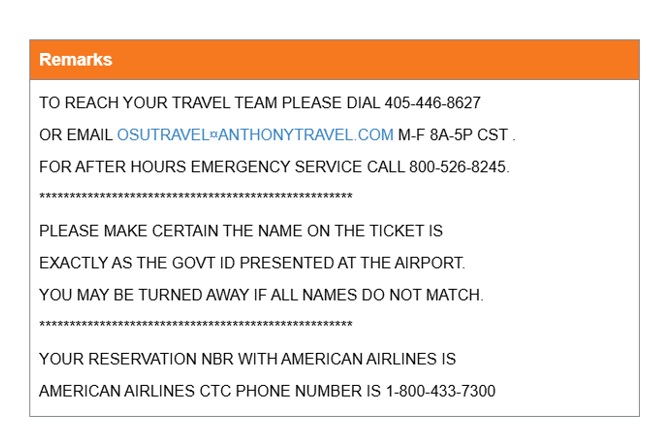 Remarks
TO REACH YOUR TRAVEL TEAM PLEASE DIAL 405-446-8627
OR EMAIL OSUTRAVEL¤ANTHONYTRAVEL.COM M-F 8A-5P CST .
FOR AFTER HOURS EMERGENCY SERVICE CALL 800-526-8245.
****************************************************
PLEASE MAKE CERTAIN THE NAME ON THE TICKET IS
EXACTLY AS THE GOVT ID PRESENTED AT THE AIRPORT.
YOU MAY BE TURNED AWAY IF ALL NAMES DO NOT MATCH.
****************************************************
YOUR RESERVATION NBR WITH AMERICAN AIRLINES IS
AMERICAN AIRLINES CTC PHONE NUMBER IS 1-800-433-7300